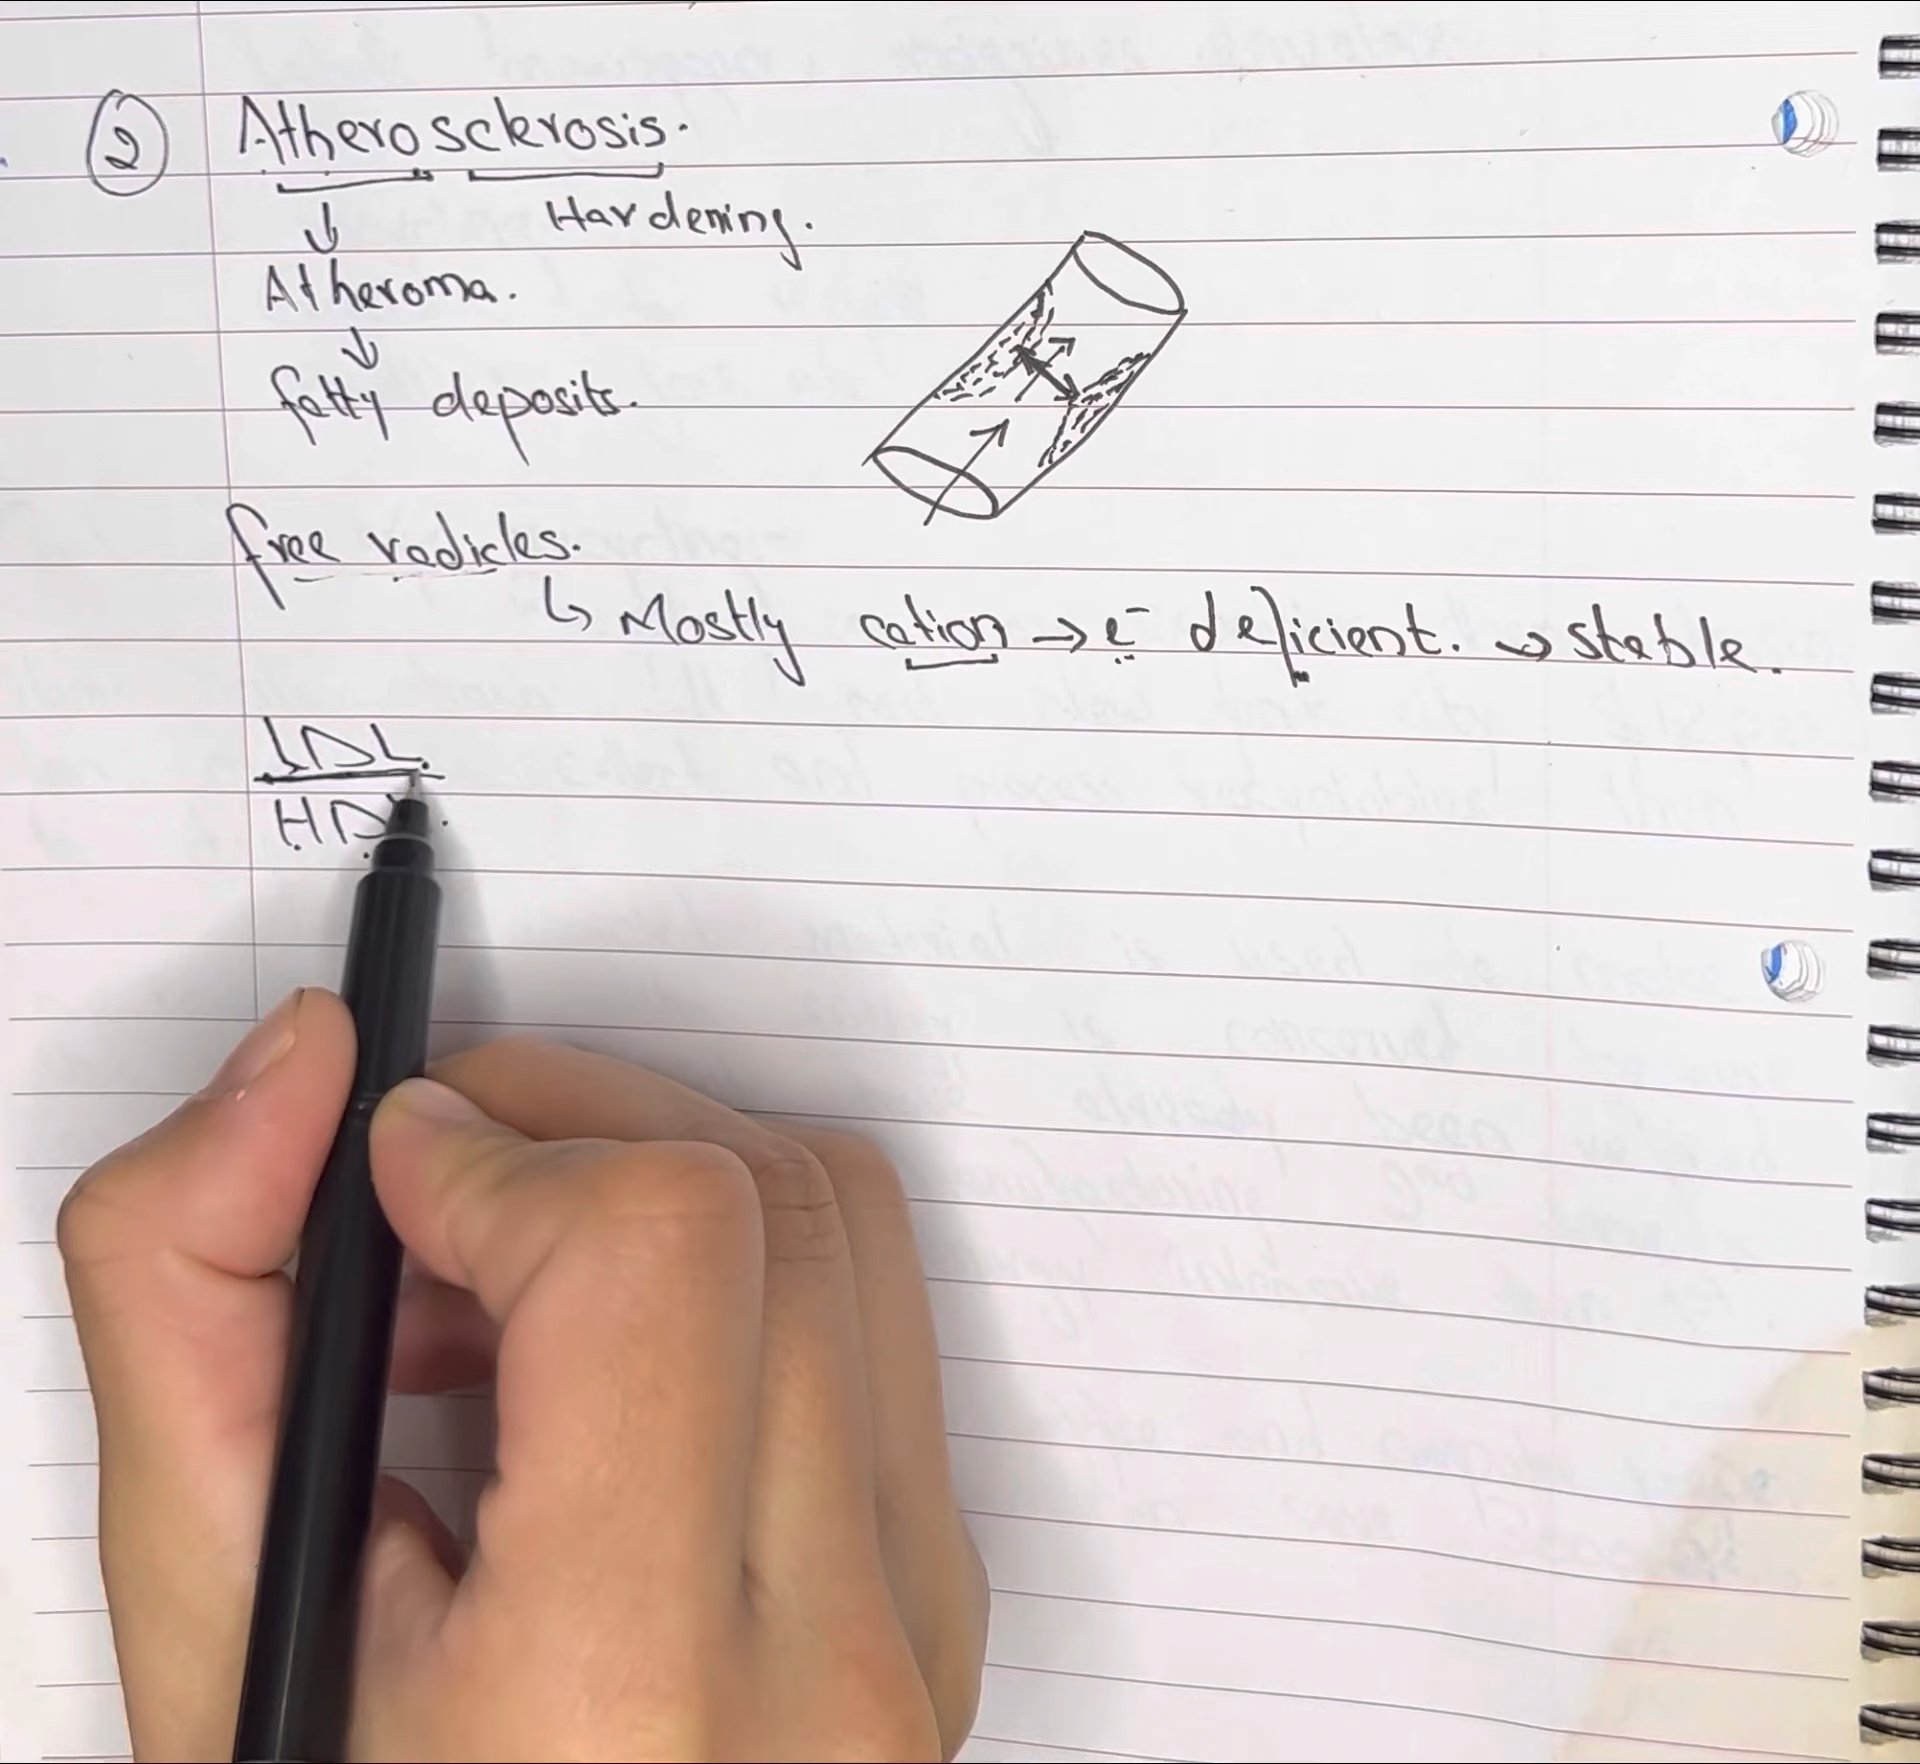 ② Atherosclerosis.
Hardening.
↓
Atheroma.
↓
fatty deposits.
free radicles.
↳ Mostly cation → e⁻ deficient. → stable.
LDL.
HDL.